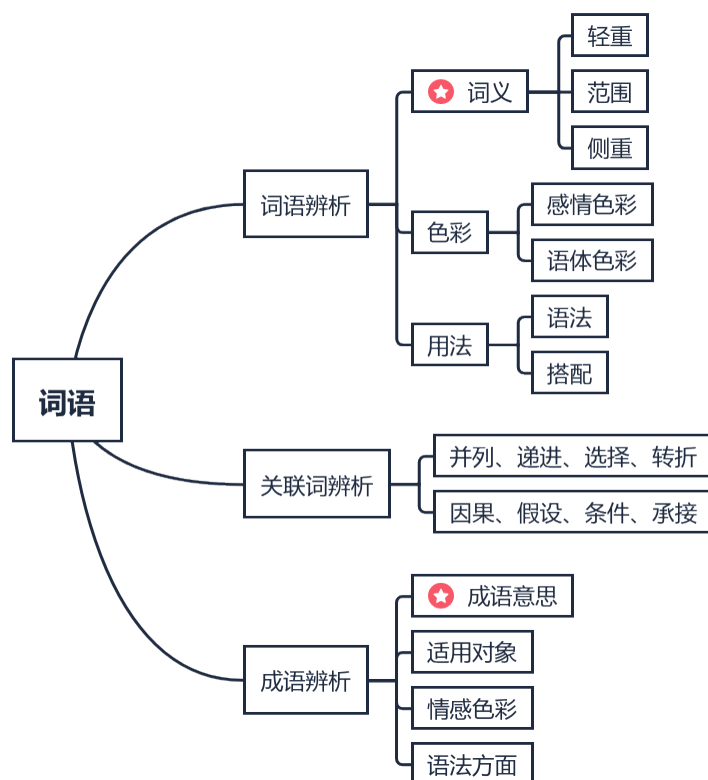 词语
词语辨析
词义
轻重
范围
侧重
色彩
感情色彩
语体色彩
用法
语法
搭配
关联词辨析
并列、递进、选择、转折
因果、假设、条件、承接
成语辨析
成语意思
适用对象
情感色彩
语法方面